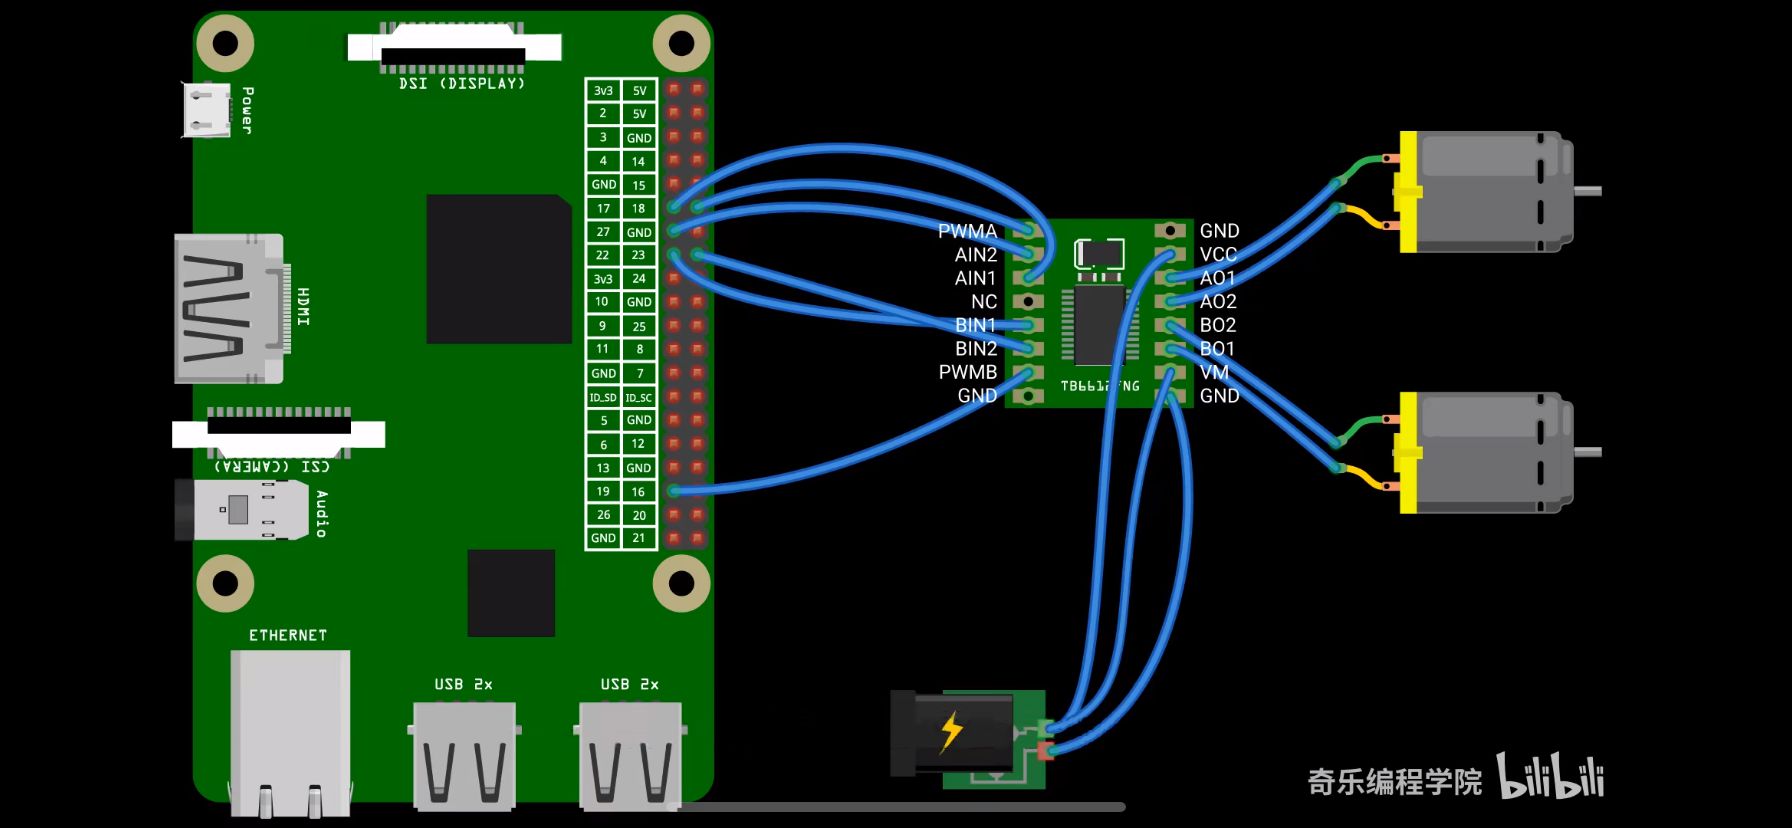 DSI (DISPLAY)
Power
3v3 5V
2 5V
3 GND
4 14
GND 15
17 18
27 GND
22 23
3v3 24
10 GND
9 25
11 8
GND 7
ID_SD ID_SC
5 GND
6 12
13 GND
19 16
26 20
GND 21
HDMI
CSI (CAMERA)
Audio
ETHERNET
USB 2x
USB 2x
PWMA
AIN2
AIN1
NC
BIN1
BIN2
PWMB
GND
TB6612FNG
GND
VCC
AO1
AO2
BO2
BO1
VM
GND
奇乐编程学院 bilibili